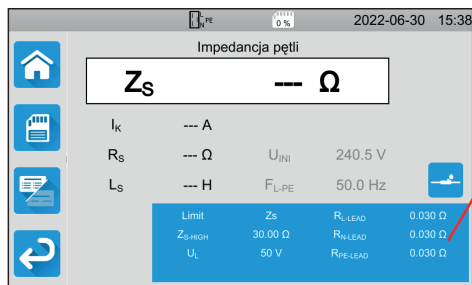 L N PE 0 % 2022-06-30 15:38
Impedancja pętli
Zs --- Ω
IK --- A
RS --- Ω UINI 240.5 V
LS --- H FL-PE 50.0 Hz
Limit Zs RL-LEAD 0.030 Ω
ZS-HIGH 30.00 Ω RN-LEAD 0.030 Ω
UL 50 V RPE-LEAD 0.030 Ω